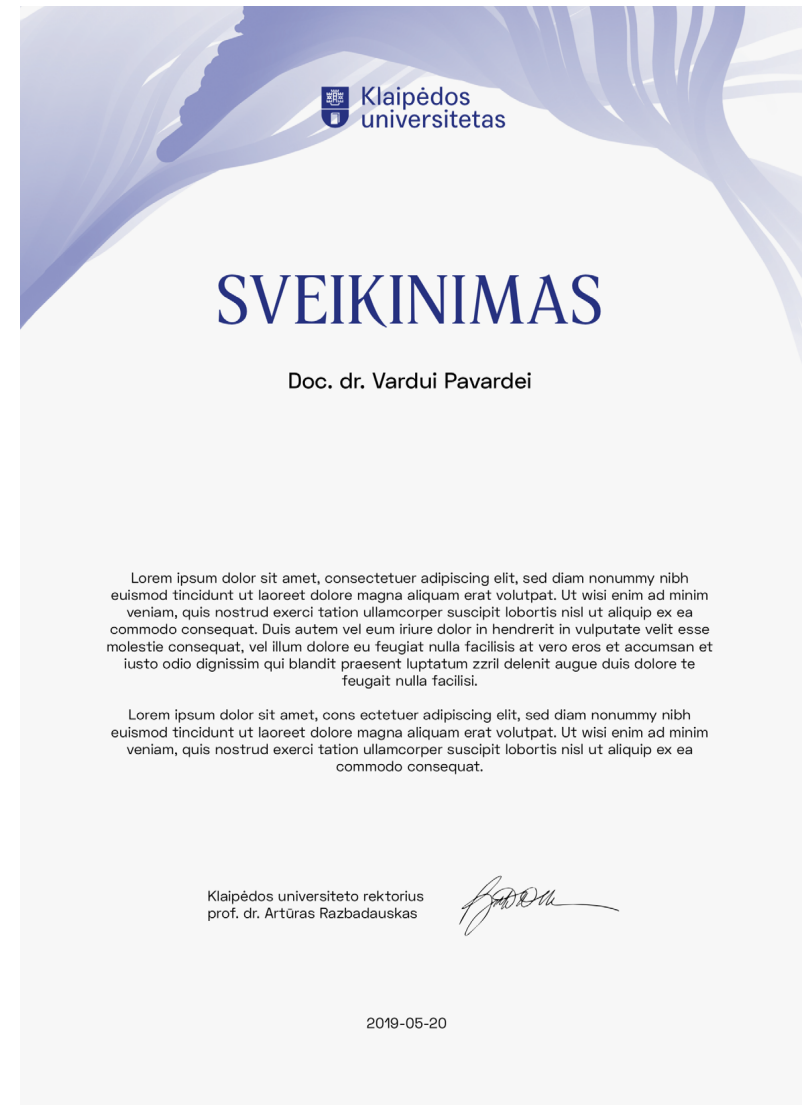 Klaipėdos
universitetas
SVEIKINIMAS
Doc. dr. Vardui Pavardei
Lorem ipsum dolor sit amet, consectetuer adipiscing elit, sed diam nonummy nibh
euismod tincidunt ut laoreet dolore magna aliquam erat volutpat. Ut wisi enim ad minim
veniam, quis nostrud exerci tation ullamcorper suscipit lobortis nisl ut aliquip ex ea
commodo consequat. Duis autem vel eum iriure dolor in hendrerit in vulputate velit esse
molestie consequat, vel illum dolore eu feugiat nulla facilisis at vero eros et accumsan et
iusto odio dignissim qui blandit praesent luptatum zzril delenit augue duis dolore te
feugait nulla facilisi.
Lorem ipsum dolor sit amet, cons ectetuer adipiscing elit, sed diam nonummy nibh
euismod tincidunt ut laoreet dolore magna aliquam erat volutpat. Ut wisi enim ad minim
veniam, quis nostrud exerci tation ullamcorper suscipit lobortis nisl ut aliquip ex ea
commodo consequat.
Klaipėdos universiteto rektorius
prof. dr. Artūras Razbadauskas
2019-05-20